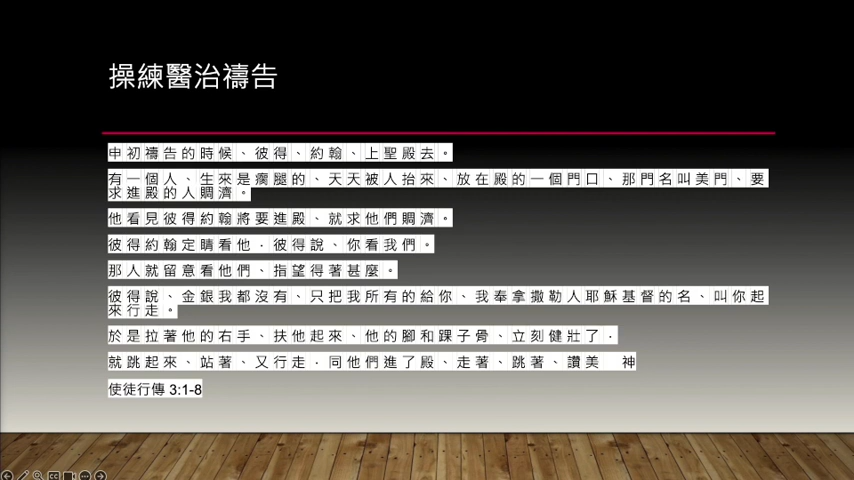 操練醫治禱告
申初禱告的時候、彼得、約翰、上聖殿去。
有一個人、生來是瘸腿的、天天被人抬來、放在殿的一個門口、那門名叫美門、要
求進殿的人賙濟。
他看見彼得約翰將要進殿、就求他們賙濟。
彼得約翰定睛看他．彼得說、你看我們。
那人就留意看他們、指望得著甚麼。
彼得說、金銀我都沒有、只把我所有的給你、我奉拿撒勒人耶穌基督的名、叫你起
來行走。
於是拉著他的右手、扶他起來、他的腳和踝子骨、立刻健壯了．
就跳起來、站著、又行走．同他們進了殿、走著、跳著、讚美　神
使徒行傳 3:1-8